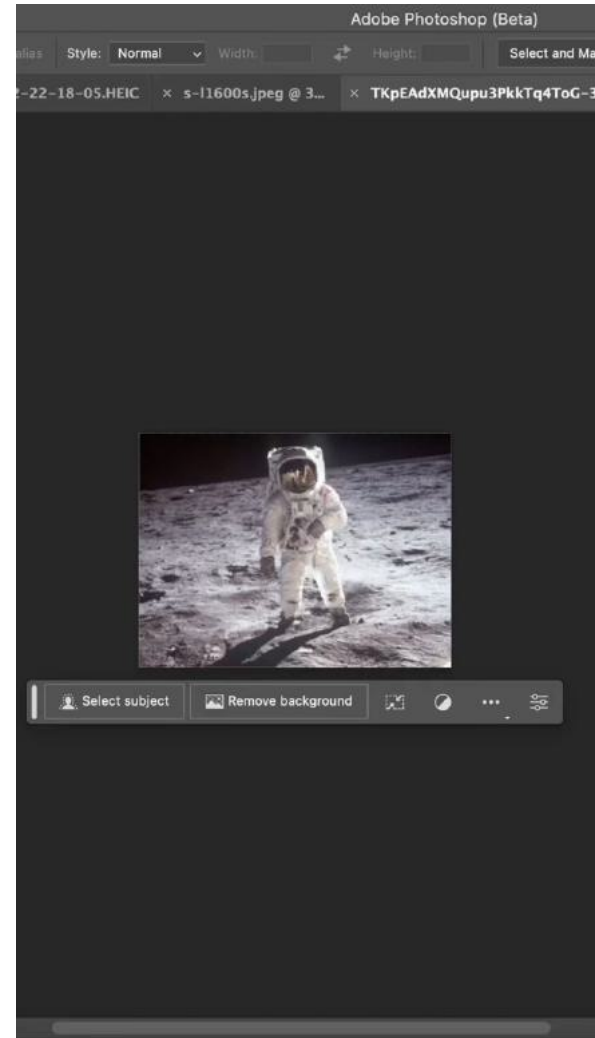 Adobe Photoshop (Beta)
alias Style: Normal Width: Height: Select and Ma
2-22-18-05.HEIC × s-l1600s.jpeg @ 3... × TKpEAdXMQupu3PkkTq4ToG-3
Select subject Remove background